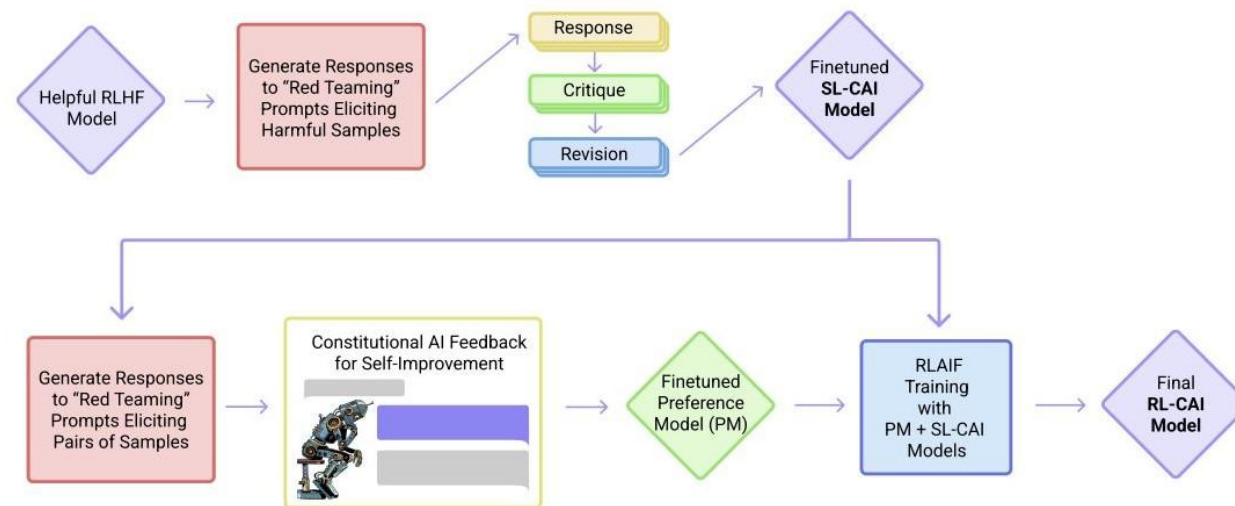 Helpful RLHF
Model
Generate Responses
to “Red Teaming”
Prompts Eliciting
Harmful Samples
Response
Critique
Revision
Finetuned
SL-CAI
Model
Generate Responses
to “Red Teaming”
Prompts Eliciting
Pairs of Samples
Constitutional AI Feedback
for Self-Improvement
Finetuned
Preference
Model (PM)
RLAIF
Training
with
PM + SL-CAI
Models
Final
RL-CAI
Model